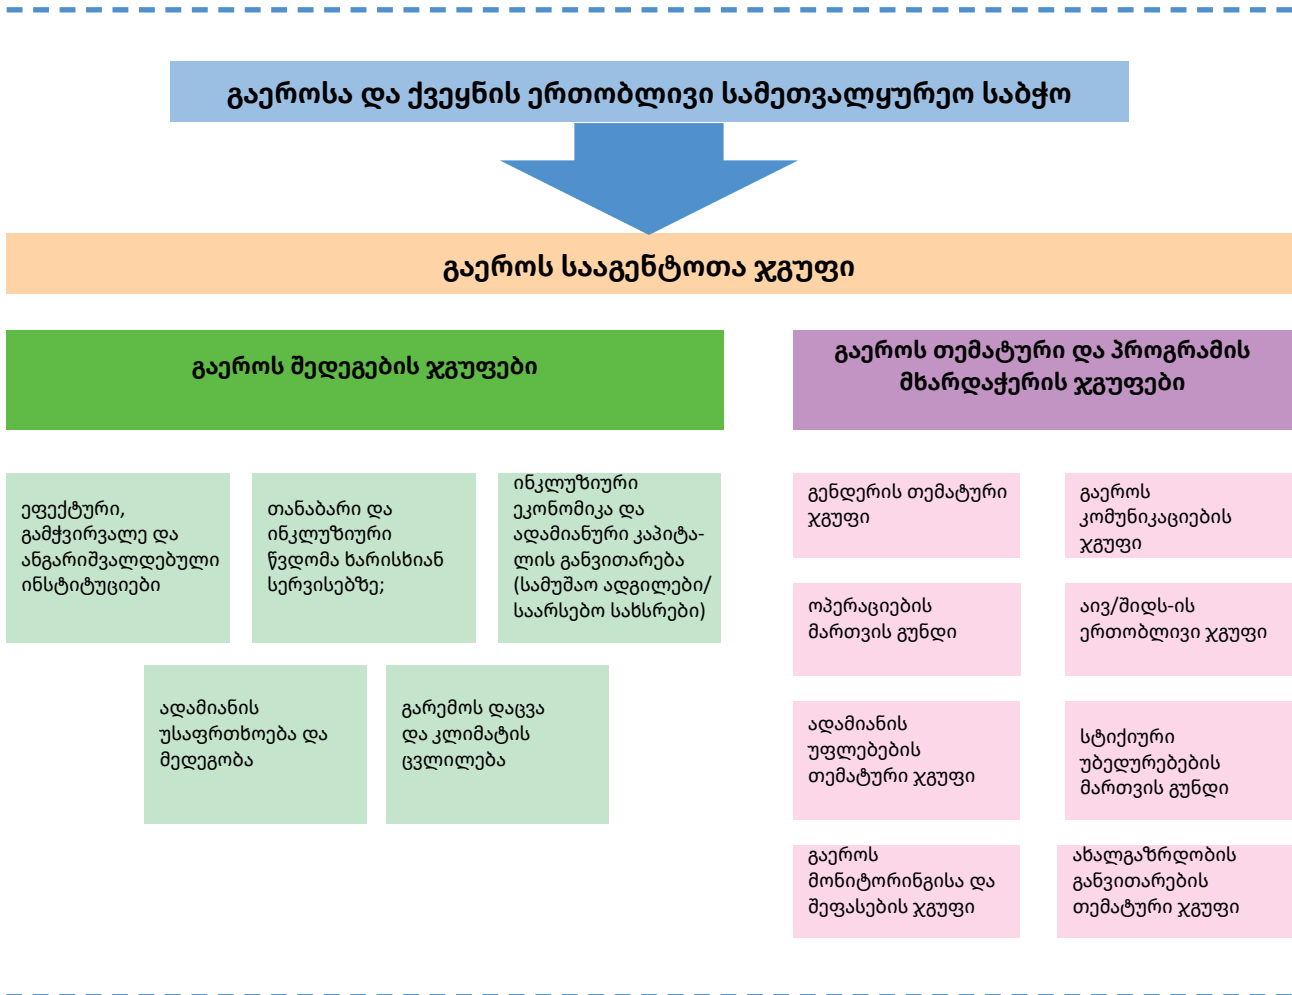 გაეროსა და ქვეყნის ერთობლივი სამეთვალყურეო საბჭო
გაეროს სააგენტოთა ჯგუფი
გაეროს შედეგების ჯგუფები
გაეროს თემატური და პროგრამის
მხარდაჭერის ჯგუფები
ეფექტური,
გამჭვირვალე და
ანგარიშვალდებული
ინსტიტუციები
თანაბარი და
ინკლუზიური
წვდომა ხარისხიან
სერვისებზე;
ინკლუზიური
ეკონომიკა და
ადამიანური კაპიტა-
ლის განვითარება
(სამუშაო ადგილები/
საარსებო სახსრები)
ადამიანის
უსაფრთხოება და
მედეგობა
გარემოს დაცვა
და კლიმატის
ცვლილება
გენდერის თემატური
ჯგუფი
გაეროს
კომუნიკაციების
ჯგუფი
ოპერაციების
მართვის გუნდი
აივ/შიდს-ის
ერთობლივი ჯგუფი
ადამიანის
უფლებების
თემატური ჯგუფი
სტიქიური
უბედურებების
მართვის გუნდი
გაეროს
მონიტორინგისა და
შეფასების ჯგუფი
ახალგაზრდობის
განვითარების
თემატური ჯგუფი